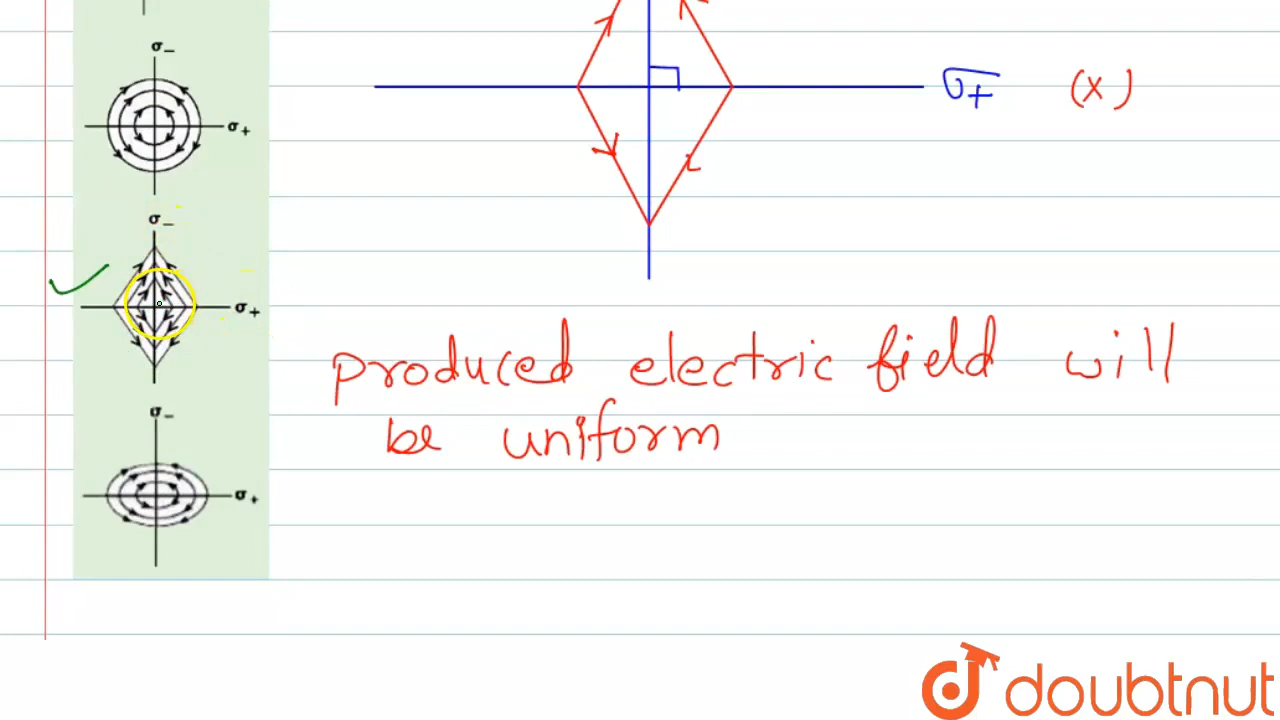 σ₋
σ₊
σ₋
σ₊
σ₋
σ₊
σ₊ (x)
produced electric field will
be uniform
doubtnut